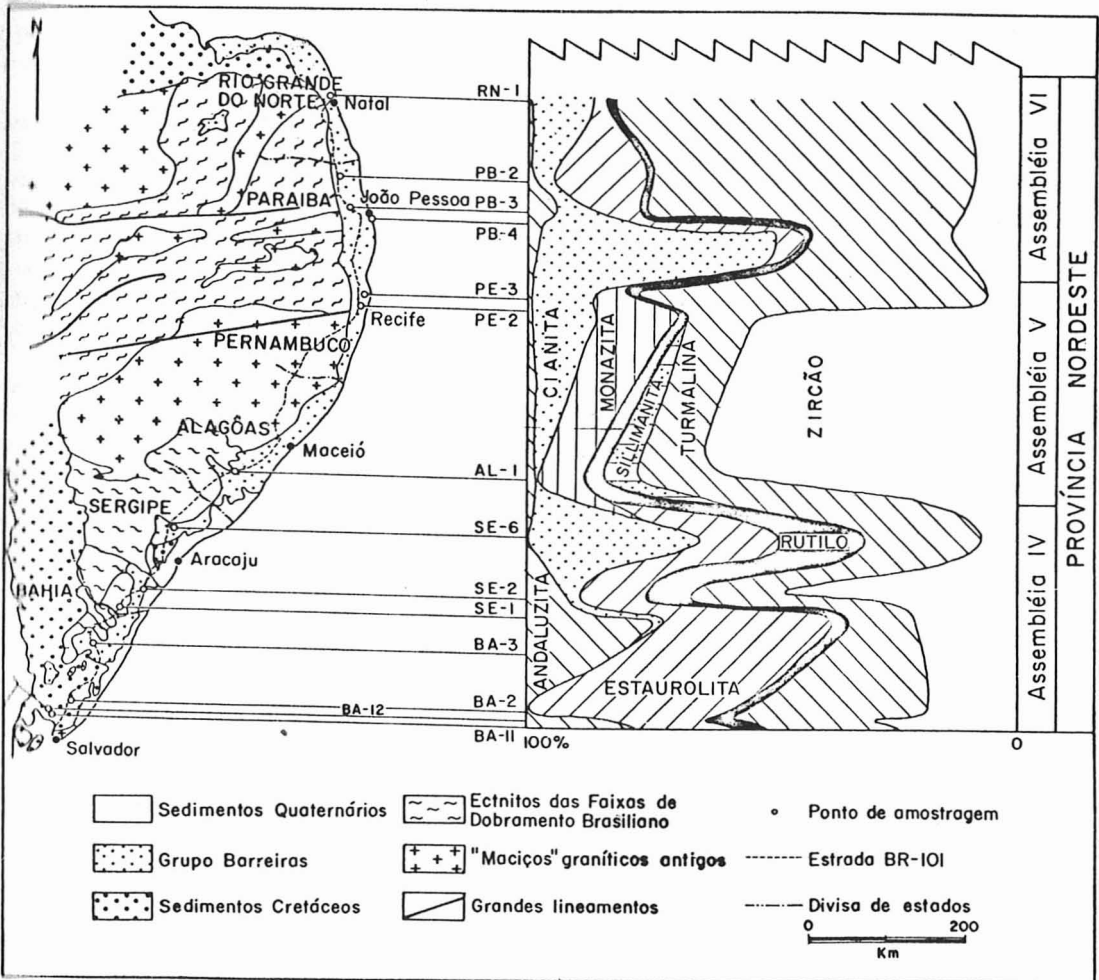 N
RIO GRANDE
DO NORTE
Natal
PARAIBA
João Pessoa
Recife
PERNAMBUCO
ALAGÔAS
Maceió
SERGIPE
Aracaju
BAHIA
Salvador
RN-1
PB-2
PB-3
PB-4
PE-3
PE-2
AL-1
SE-6
SE-2
SE-1
BA-3
BA-2
BA-12
BA-11
CIANITA
MONAZITA
SILLIMANITA
TURMALINA
ZIRCÃO
RUTILO
ANDALUZITA
ESTAUROLITA
100%
0
Assembléia VI
Assembléia V
Assembléia IV
PROVÍNCIA NORDESTE
Sedimentos Quaternários
Grupo Barreiras
Sedimentos Cretáceos
Ectnitos das Faixas de
Dobramento Brasiliano
"Maciços" graníticos antigos
Grandes lineamentos
Ponto de amostragem
Estrada BR-101
Divisa de estados
0 200
Km